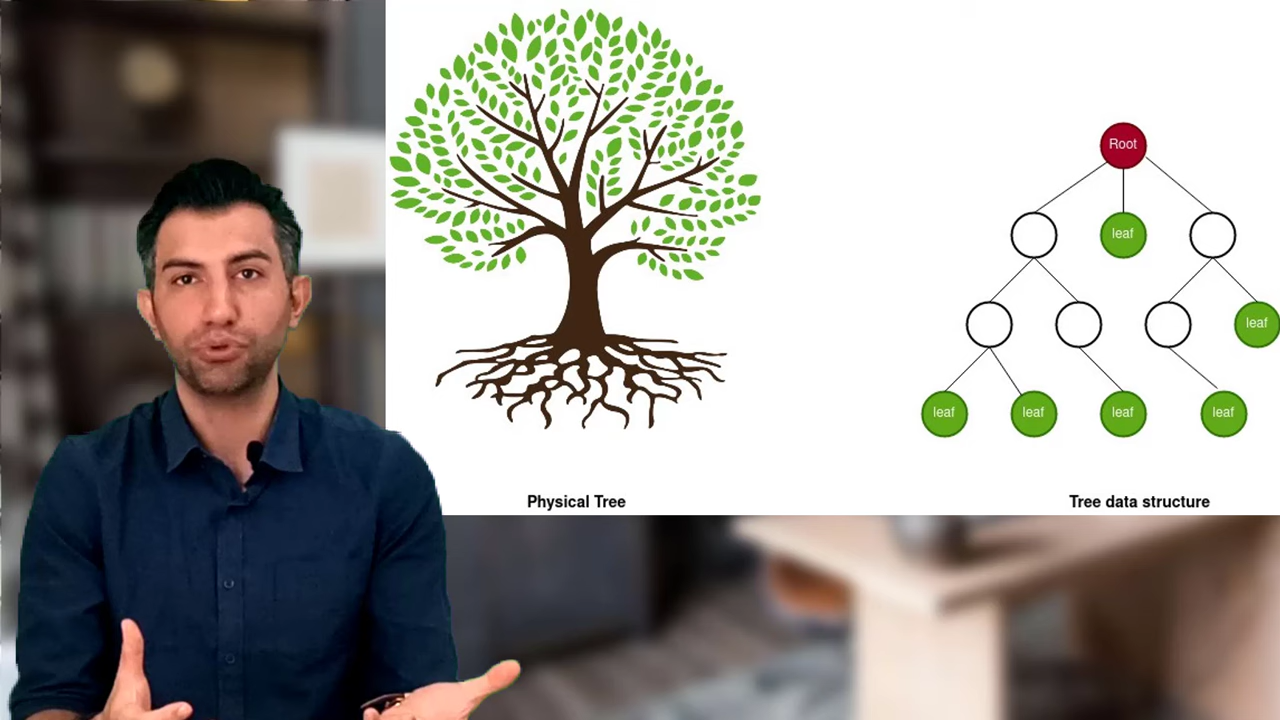 Root
leaf
leaf
leaf
leaf
leaf
leaf
Physical Tree
Tree data structure